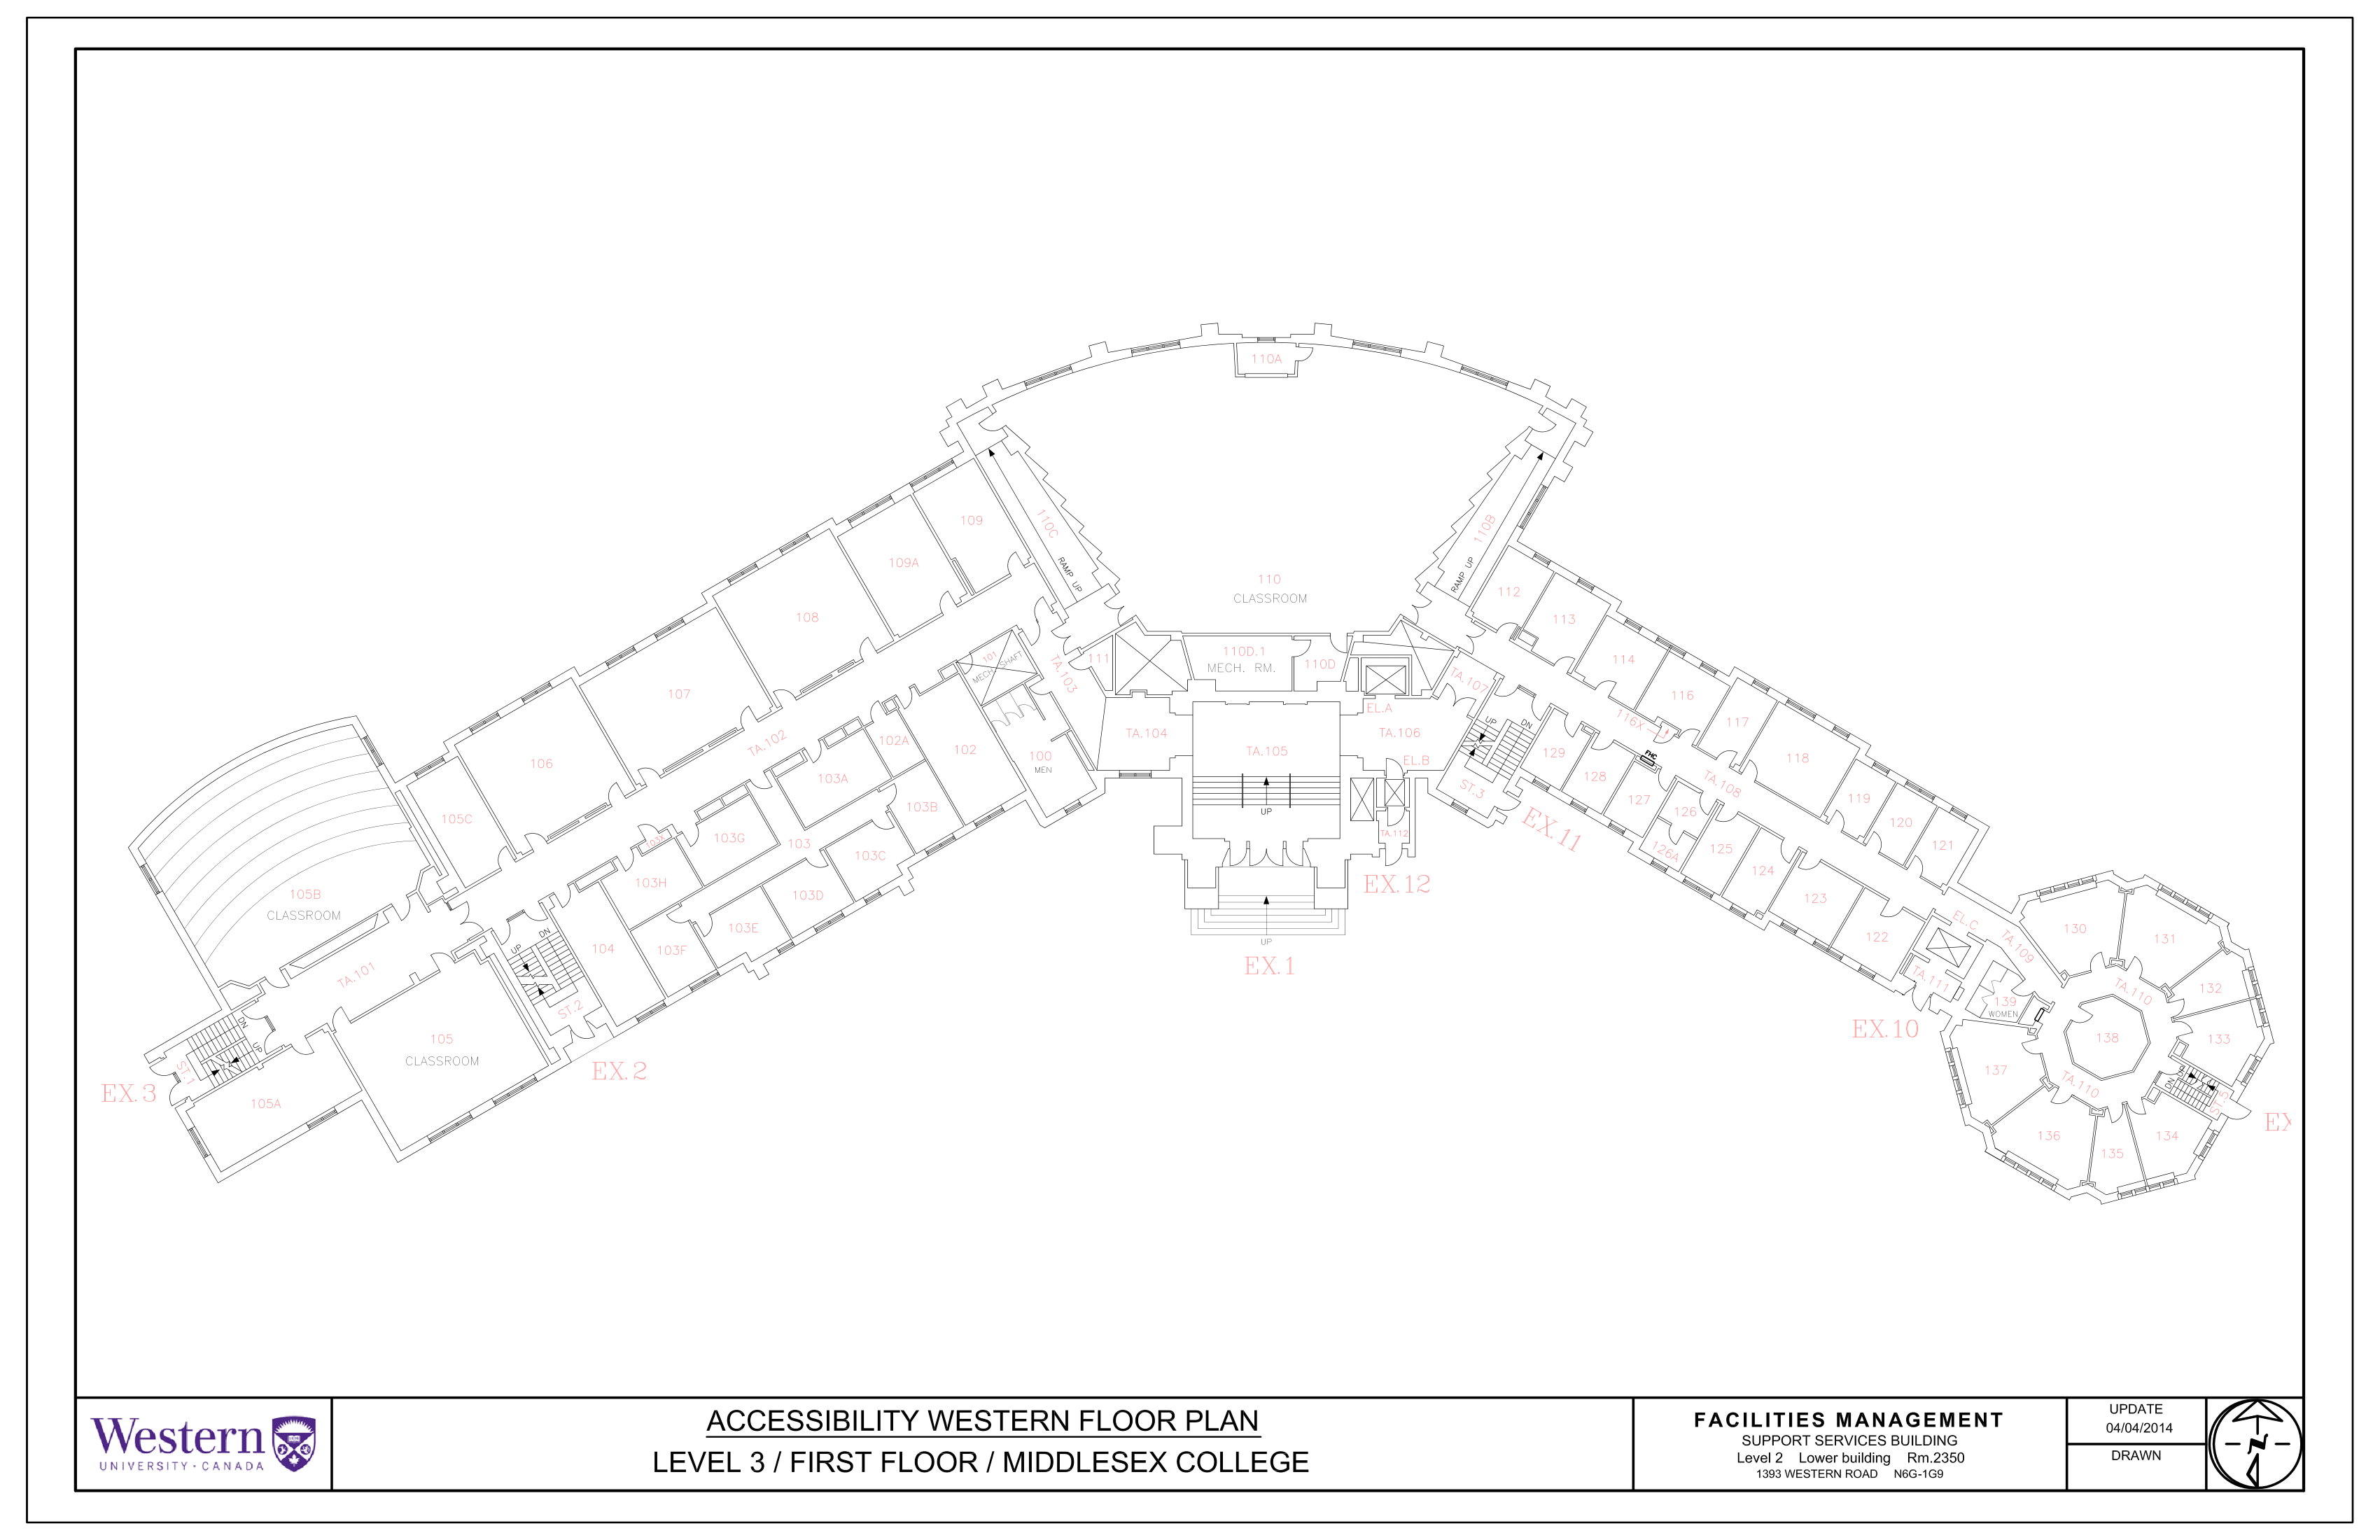 110A
109
110C
RAMP UP
110B
RAMP UP
109A
110
CLASSROOM
112
108
113
101
MECH. SHAFT
111
TA.103
110D.1
MECH. RM.
110D
114
TA.107
107
116
EL.A
116X
117
TA.102
102A
102
100
MEN
TA.104
TA.105
TA.106
UP
DN
129
FHC
118
106
103A
EL.B
128
TA.108
ST.3
127
119
105C
103B
UP
126
120
103X
103G
103
TA.112
EX.11
126A
125
121
103C
103H
EX.12
124
105B
CLASSROOM
103D
123
103E
EL.C
130
UP
DN
104
103F
UP
122
TA.109
131
EX.1
TA.101
TA.111
132
TA.110
139
WOMEN
ST.2
EX.10
DN
UP
105
CLASSROOM
138
133
ST.1
EX.2
137
TA.110
DN
UP
EX.3
105A
ST.5
EX
136
134
135
Western
UNIVERSITY · CANADA
ACCESSIBILITY WESTERN FLOOR PLAN
LEVEL 3 / FIRST FLOOR / MIDDLESEX COLLEGE
FACILITIES MANAGEMENT
SUPPORT SERVICES BUILDING
Level 2 Lower building Rm.2350
1393 WESTERN ROAD N6G-1G9
UPDATE
04/04/2014
DRAWN
N